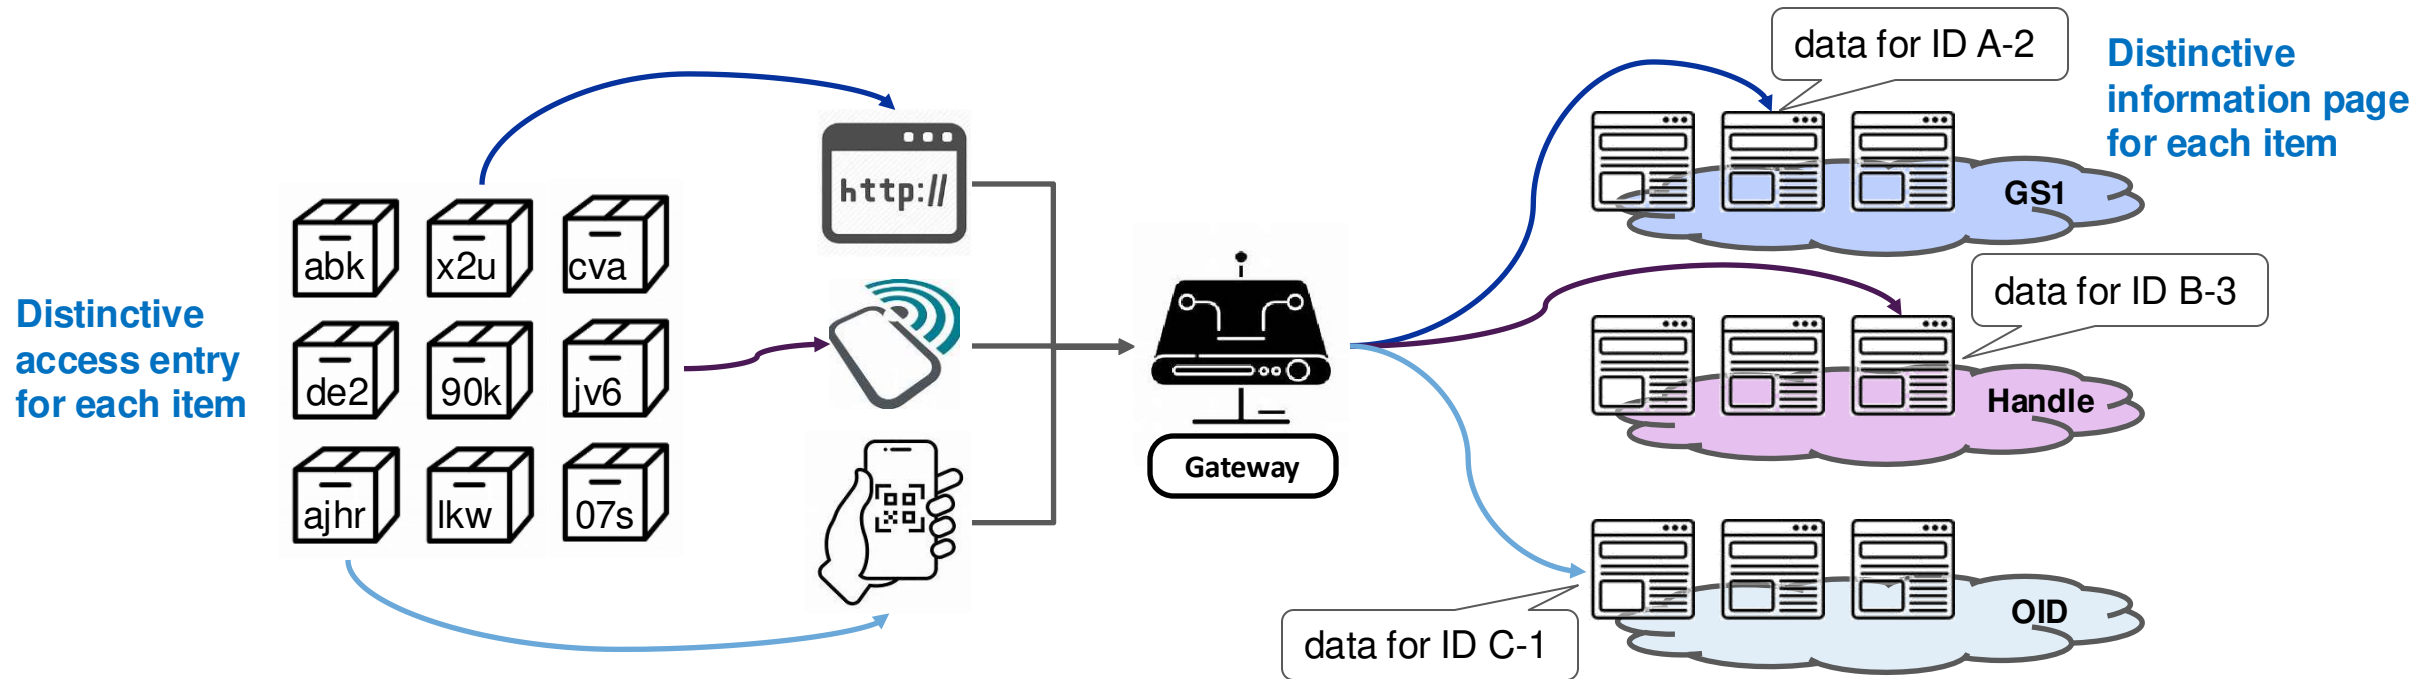 Distinctive
access entry
for each item
abk
x2u
cva
de2
90k
jv6
ajhr
lkw
07s
http://
Gateway
data for ID A-2
Distinctive
information page
for each item
GS1
data for ID B-3
Handle
OID
data for ID C-1